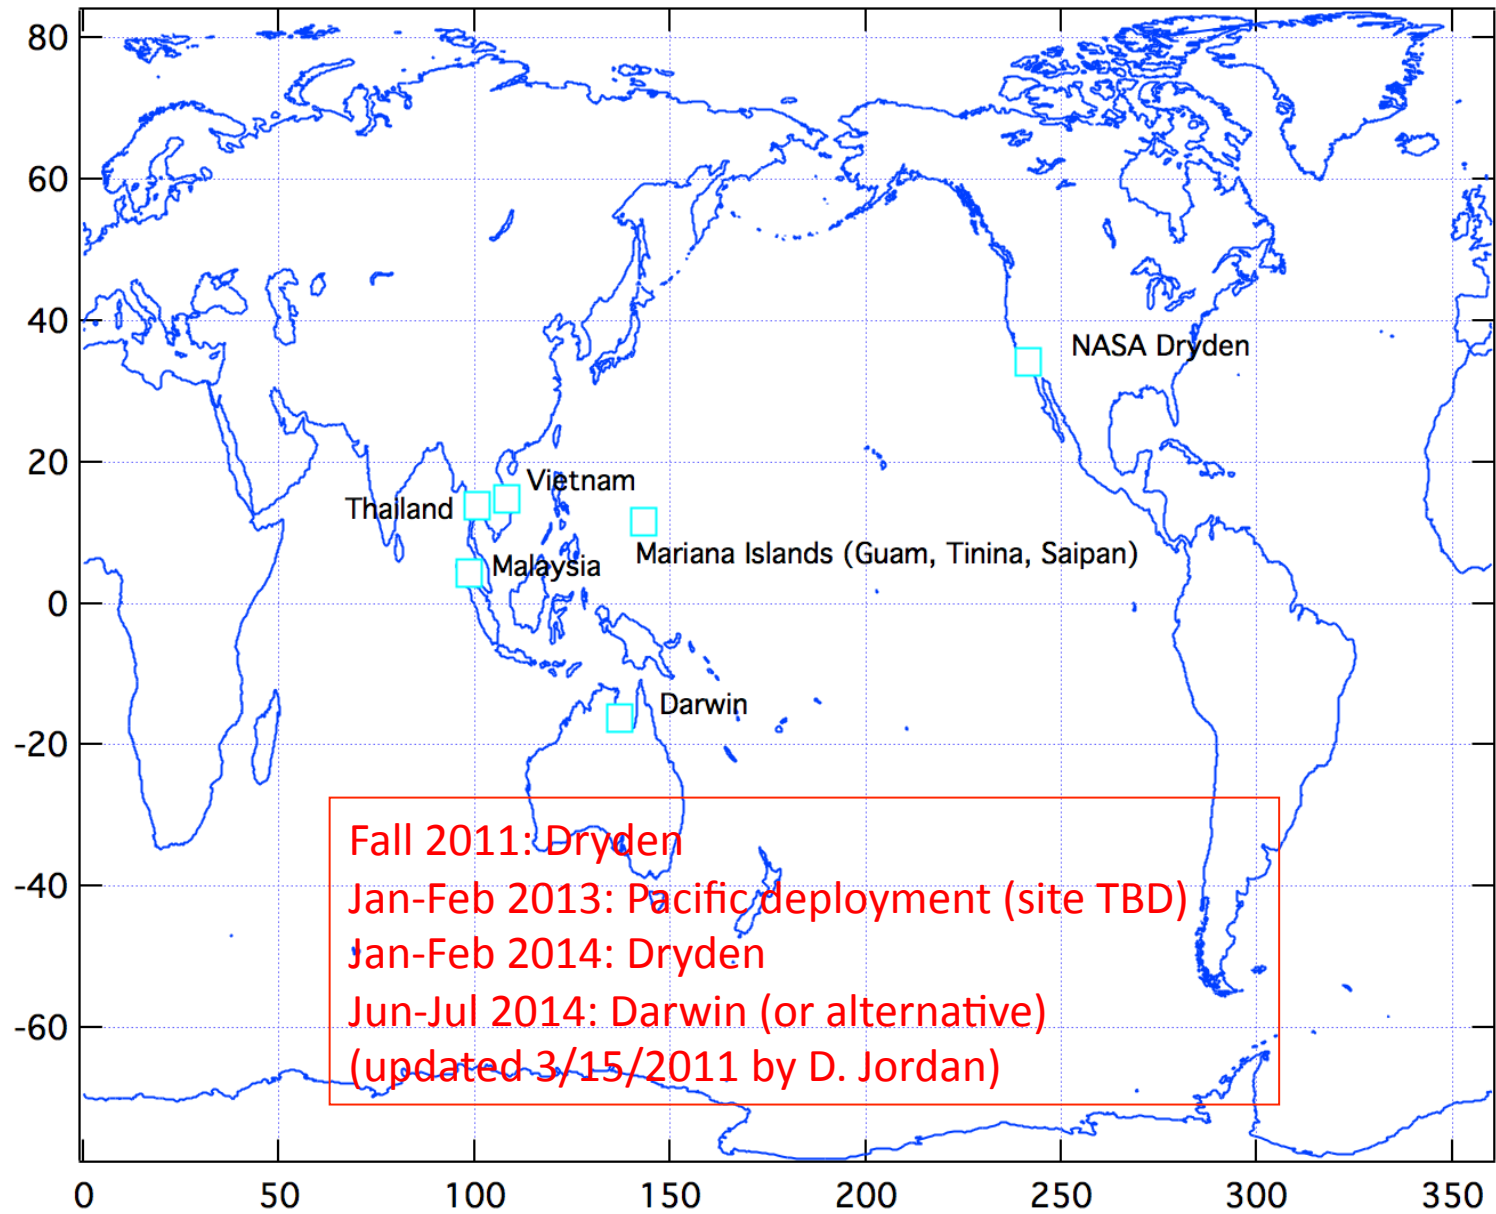 80
60
40
20
0
-20
-40
-60
NASA Dryden
Vietnam
Thailand
Mariana Islands (Guam, Tinina, Saipan)
Malaysia
Darwin
Fall 2011: Dryden
Jan-Feb 2013: Pacific deployment (site TBD)
Jan-Feb 2014: Dryden
Jun-Jul 2014: Darwin (or alternative)
(updated 3/15/2011 by D. Jordan)
0 50 100 150 200 250 300 350